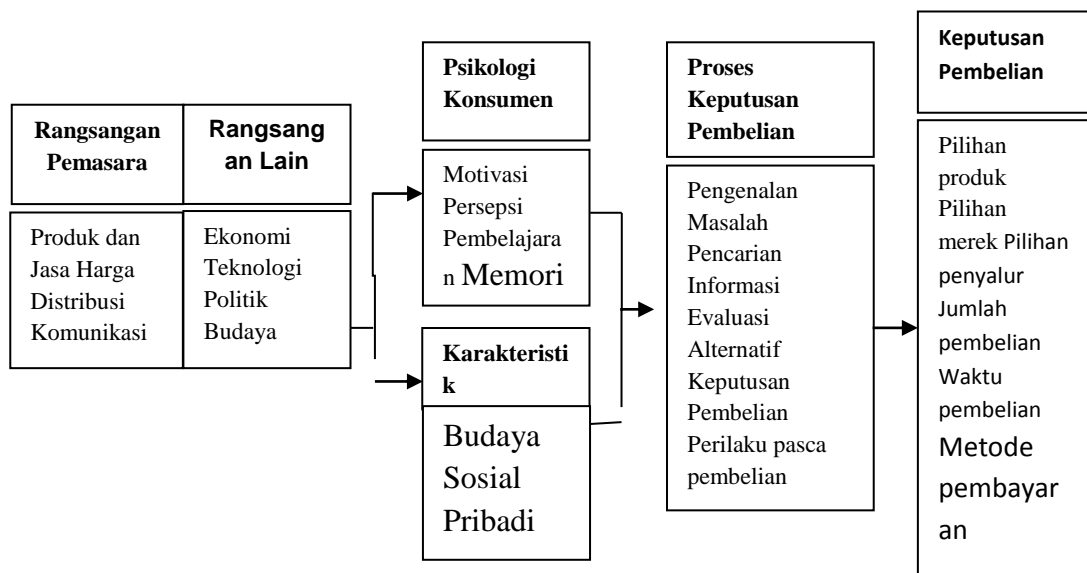 Rangsangan
Pemasara
Produk dan
Jasa Harga
Distribusi
Komunikasi
Rangsang
an Lain
Ekonomi
Teknologi
Politik
Budaya
Psikologi
Konsumen
Motivasi
Persepsi
Pembelajara
n Memori
Karakteristi
k
Budaya
Sosial
Pribadi
Proses
Keputusan
Pembelian
Pengenalan
Masalah
Pencarian
Informasi
Evaluasi
Alternatif
Keputusan
Pembelian
Perilaku pasca
pembelian
Keputusan
Pembelian
Pilihan
produk
Pilihan
merek Pilihan
penyalur
Jumlah
pembelian
Waktu
pembelian
Metode
pembayar
an